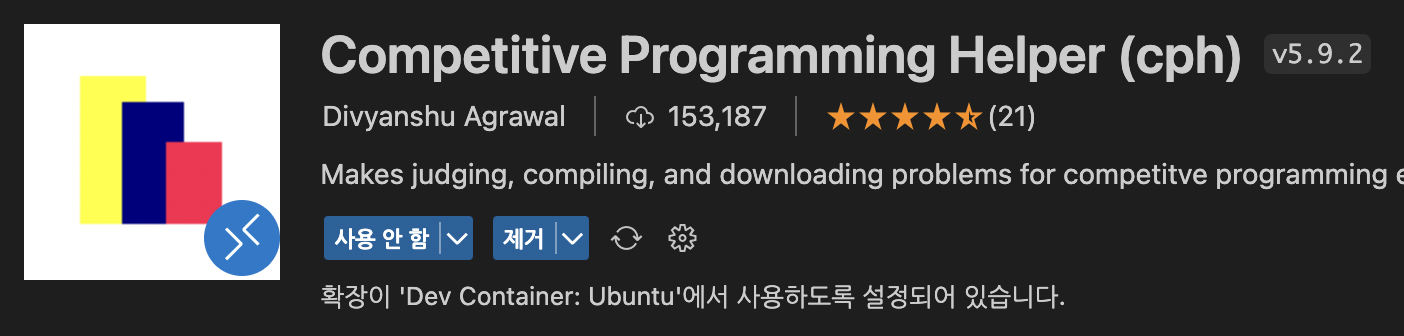 Competitive Programming Helper (cph) v5.9.2
Divyanshu Agrawal 153,187 (21)
Makes judging, compiling, and downloading problems for competitve programming e
사용 안 함 제거
확장이 'Dev Container: Ubuntu'에서 사용하도록 설정되어 있습니다.